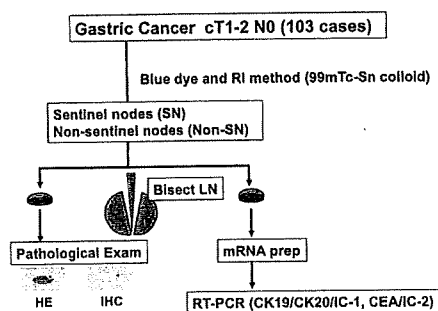 Gastric Cancer cT1-2 N0 (103 cases)
Blue dye and RI method (99mTc-Sn colloid)
Sentinel nodes (SN)
Non-sentinel nodes (Non-SN)
Bisect LN
Pathological Exam
mRNA prep
HE IHC
RT-PCR (CK19/CK20/IC-1, CEA/IC-2)